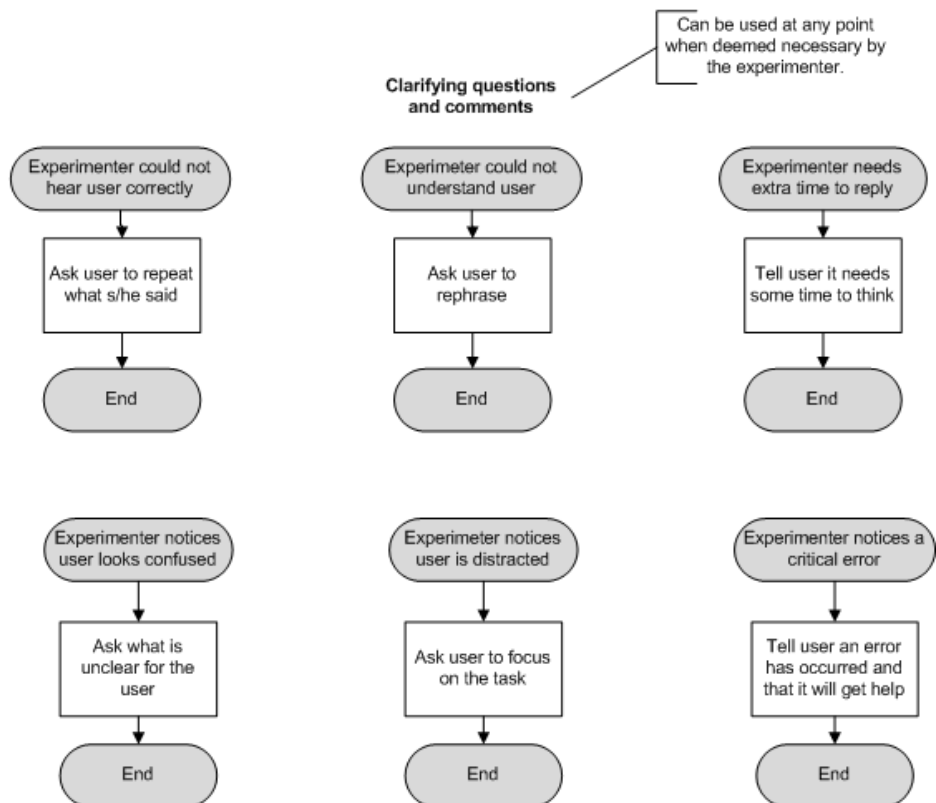 Can be used at any point
when deemed necessary by
the experimenter.
Clarifying questions
and comments
Experimenter could not
hear user correctly
Ask user to repeat
what s/he said
End
Experimeter could not
understand user
Ask user to
rephrase
End
Experimenter needs
extra time to reply
Tell user it needs
some time to think
End
Experimenter notices
user looks confused
Ask what is
unclear for the
user
End
Experimeter notices
user is distracted
Ask user to focus
on the task
End
Experimenter notices a
critical error
Tell user an error
has occurred and
that it will get help
End